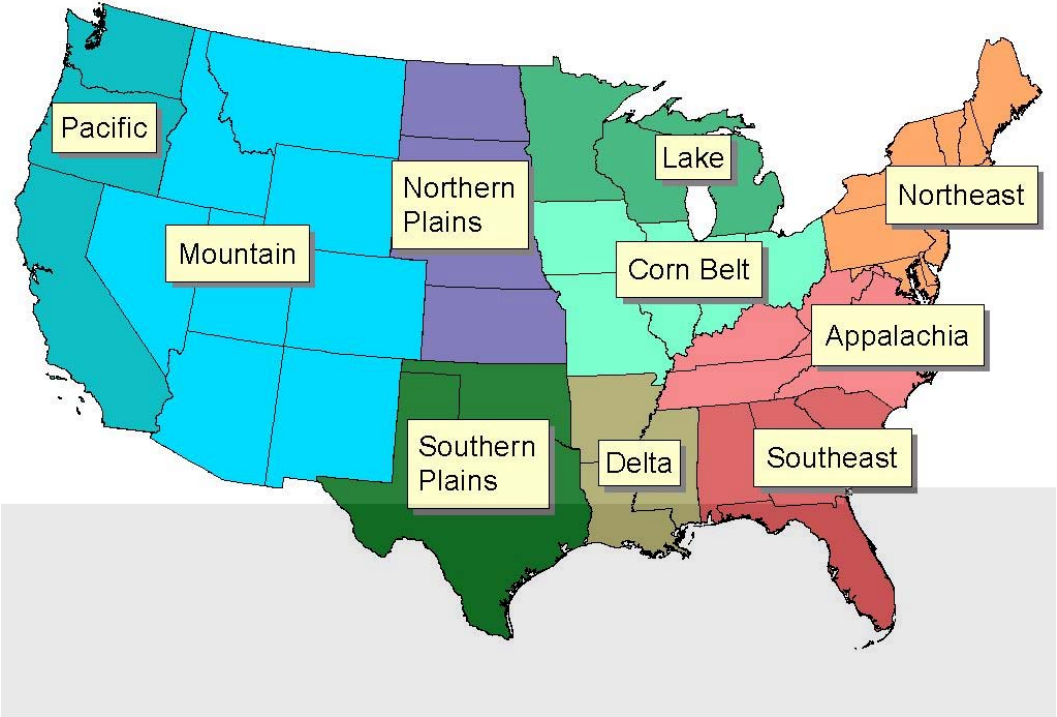 Pacific
Lake
Northern
Plains
Northeast
Mountain
Corn Belt
Appalachia
Southern
Plains
Delta
Southeast